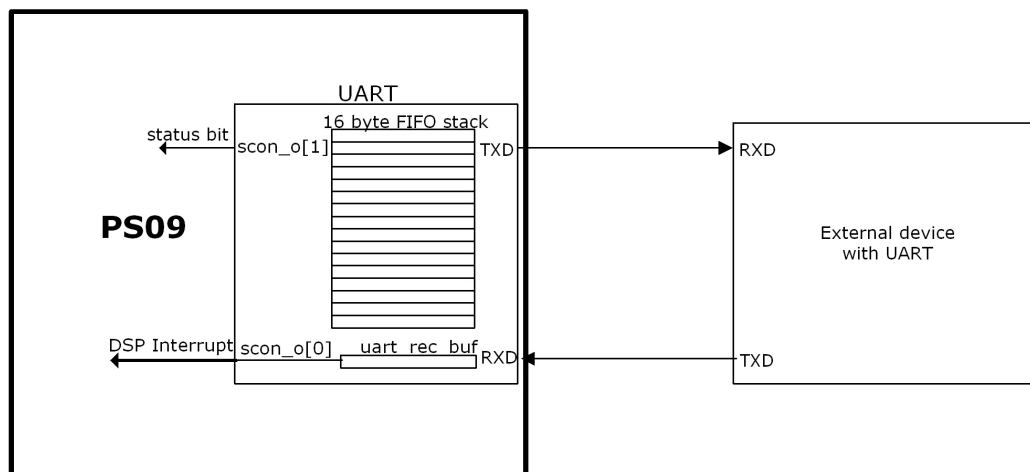 UART
16 byte FIFO stack
status bit
scon_o[1]
TXD
RXD
PS09
External device
with UART
DSP Interrupt
scon_o[0]
uart_rec_buf
RXD
TXD